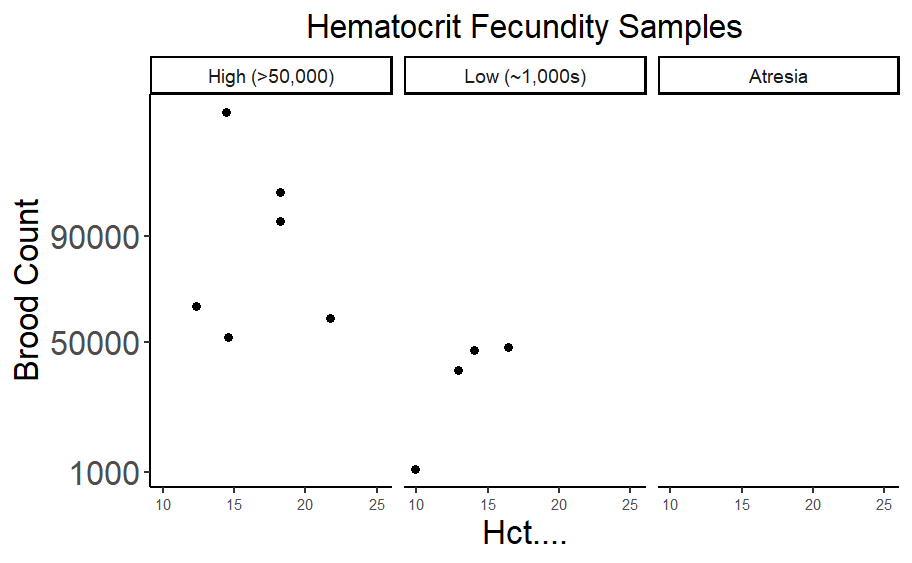 Hematocrit Fecundity Samples
High (>50,000) Low (~1,000s) Atresia
Brood Count
90000
50000
1000
10 15 20 25 10 15 20 25 10 15 20 25
Hct....